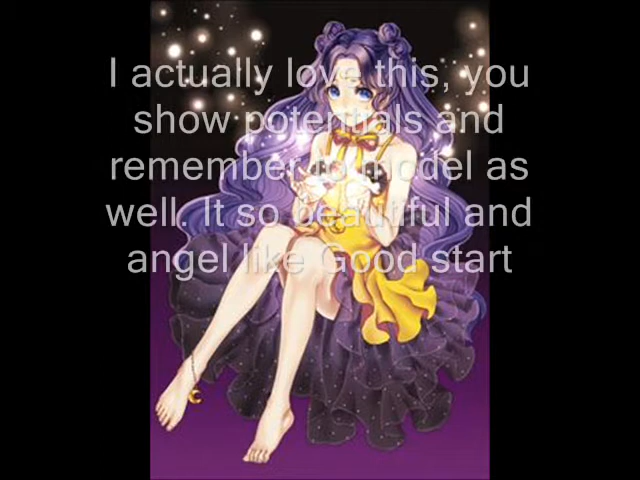 I actually love this, you
show potentials and
remember to model as
well. It so beautiful and
angel like Good start